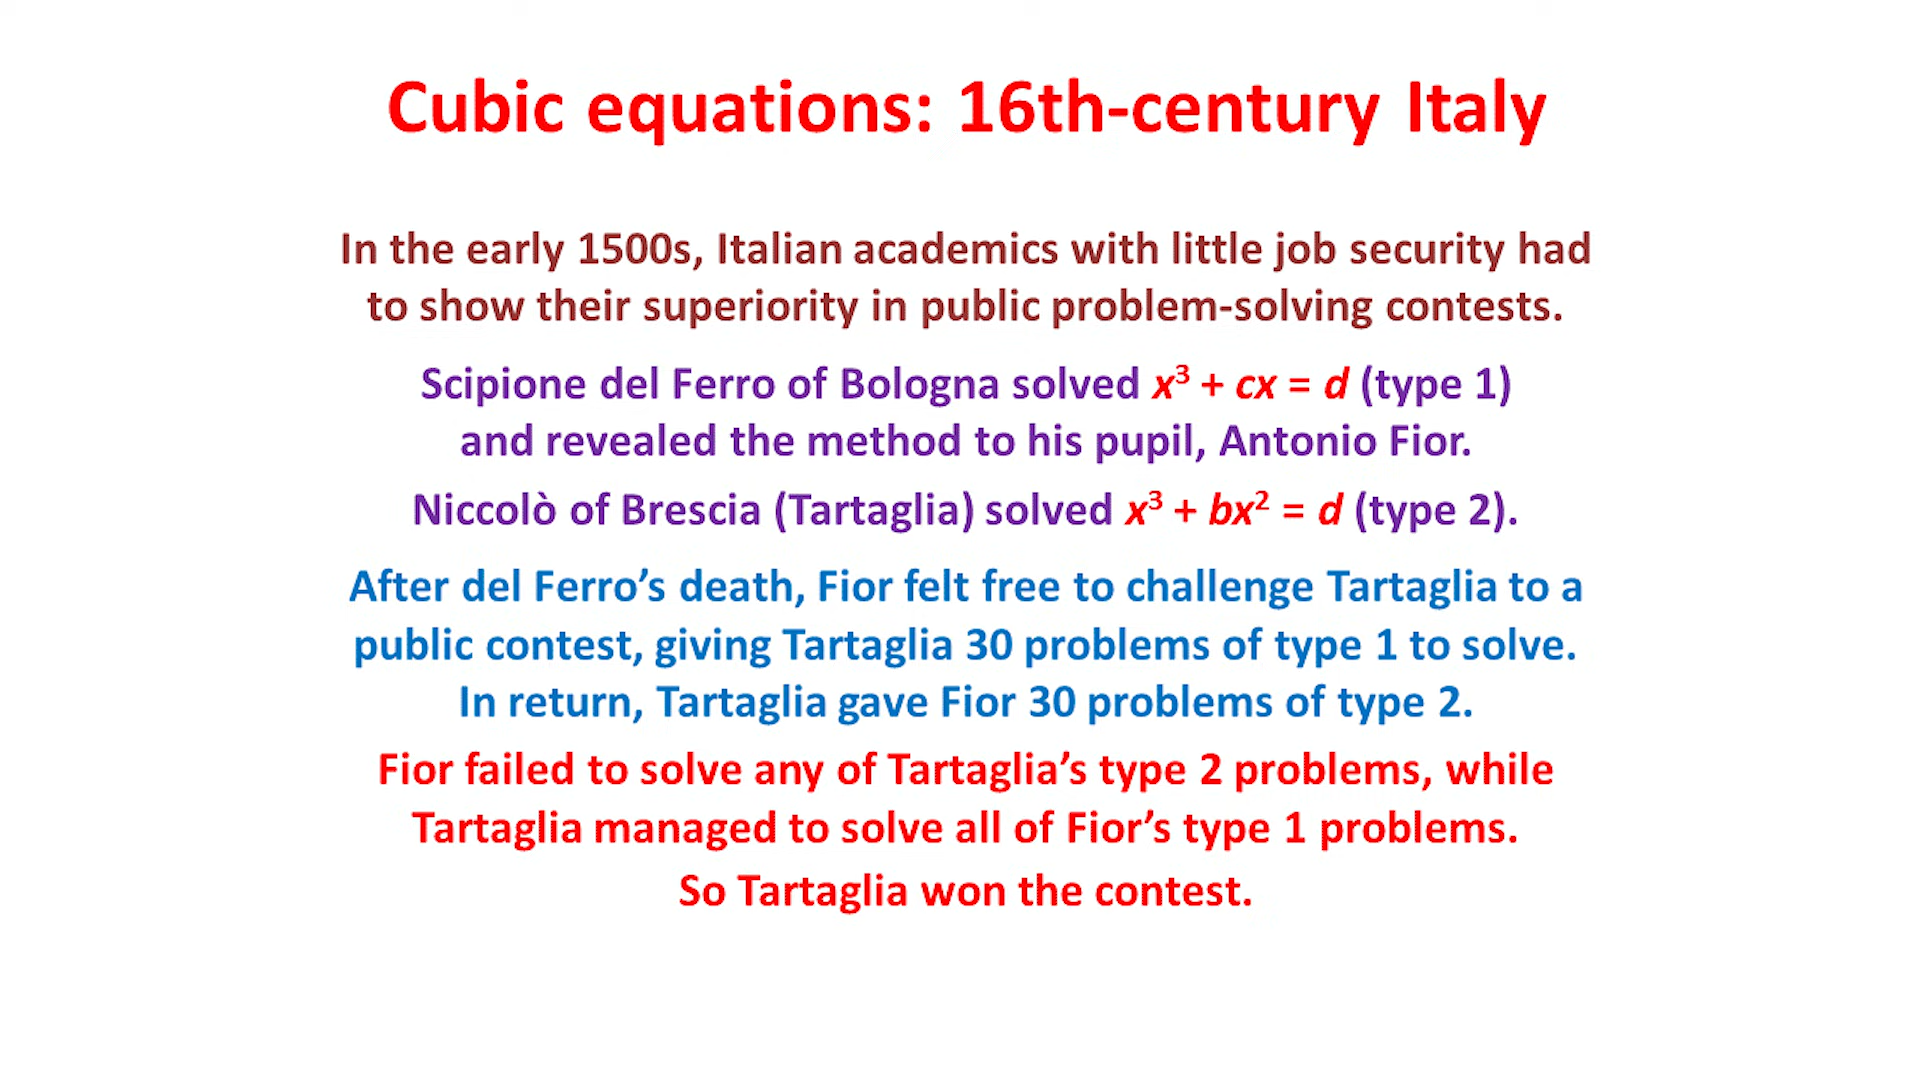 Cubic equations: 16th-century Italy
In the early 1500s, Italian academics with little job security had
to show their superiority in public problem-solving contests.
Scipione del Ferro of Bologna solved x³ + cx = d (type 1)
and revealed the method to his pupil, Antonio Fior.
Niccolò of Brescia (Tartaglia) solved x³ + bx² = d (type 2).
After del Ferro’s death, Fior felt free to challenge Tartaglia to a
public contest, giving Tartaglia 30 problems of type 1 to solve.
In return, Tartaglia gave Fior 30 problems of type 2.
Fior failed to solve any of Tartaglia’s type 2 problems, while
Tartaglia managed to solve all of Fior’s type 1 problems.
So Tartaglia won the contest.